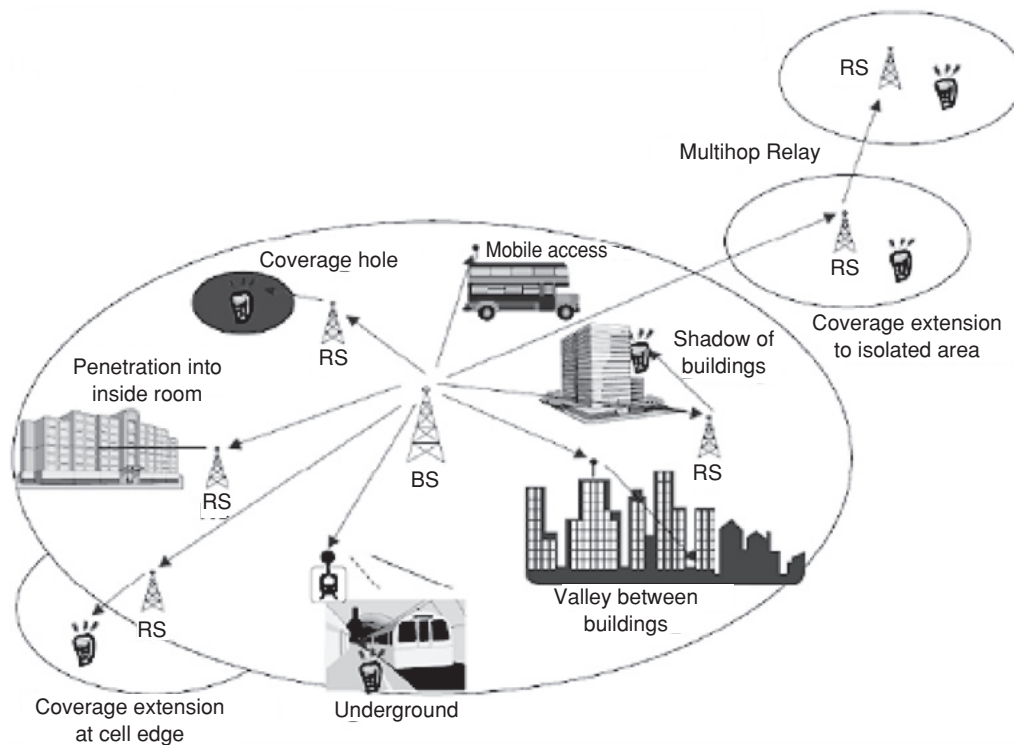 RS
Multihop Relay
RS
Coverage extension
to isolated area
Mobile access
Coverage hole
RS
Shadow of
buildings
Penetration into
inside room
RS
BS
RS
Valley between
buildings
RS
Underground
Coverage extension
at cell edge